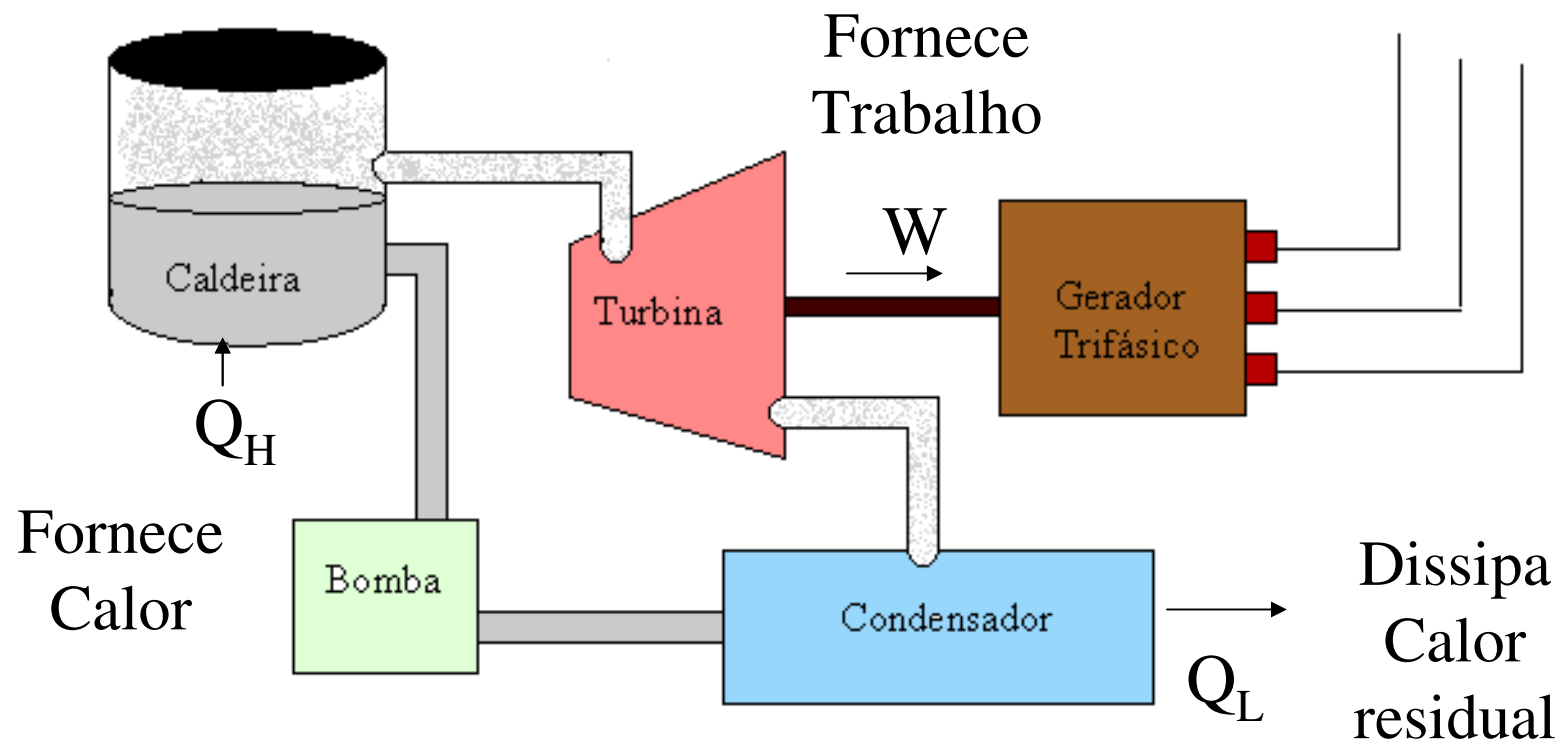 Fornece
Trabalho
W
Caldeira
Turbina
Gerador
Trifásico
Q_H
Fornece
Calor
Bomba
Condensador
Dissipa
Calor
residual
Q_L